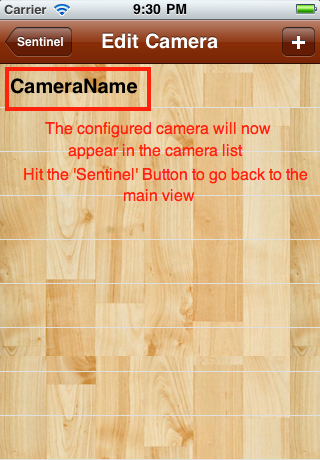 Carrier 9:30 PM
Sentinel Edit Camera +
CameraName
The configured camera will now
appear in the camera list
Hit the 'Sentinel' Button to go back to the
main view